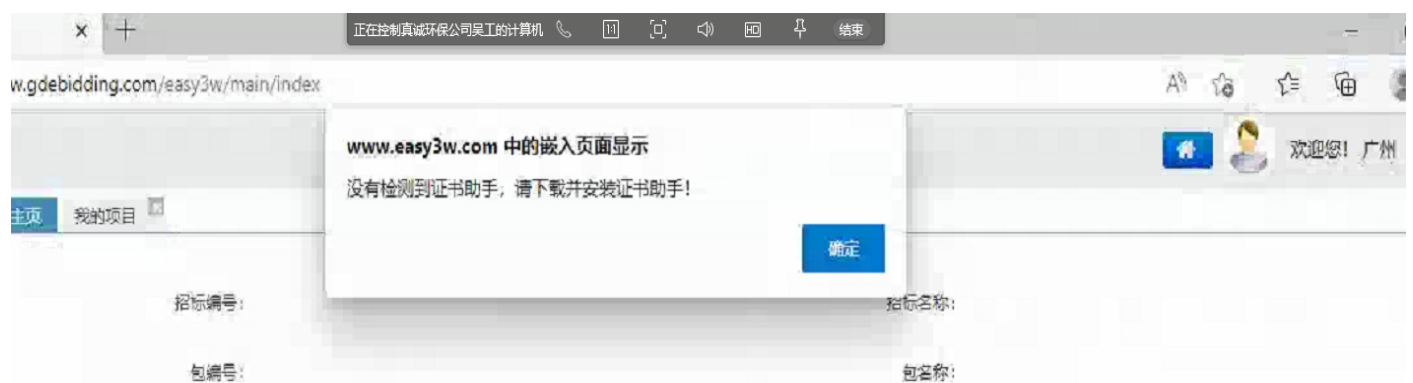 正在控制真诚环保公司吴工的计算机 1:1 HD 结束
w.gdebidding.com/easy3w/main/index
www.easy3w.com 中的嵌入页面显示
没有检测到证书助手，请下载并安装证书助手！
确定
欢迎您！广州
主页 我的项目
招标编号： 招标名称：
包编号： 包名称：